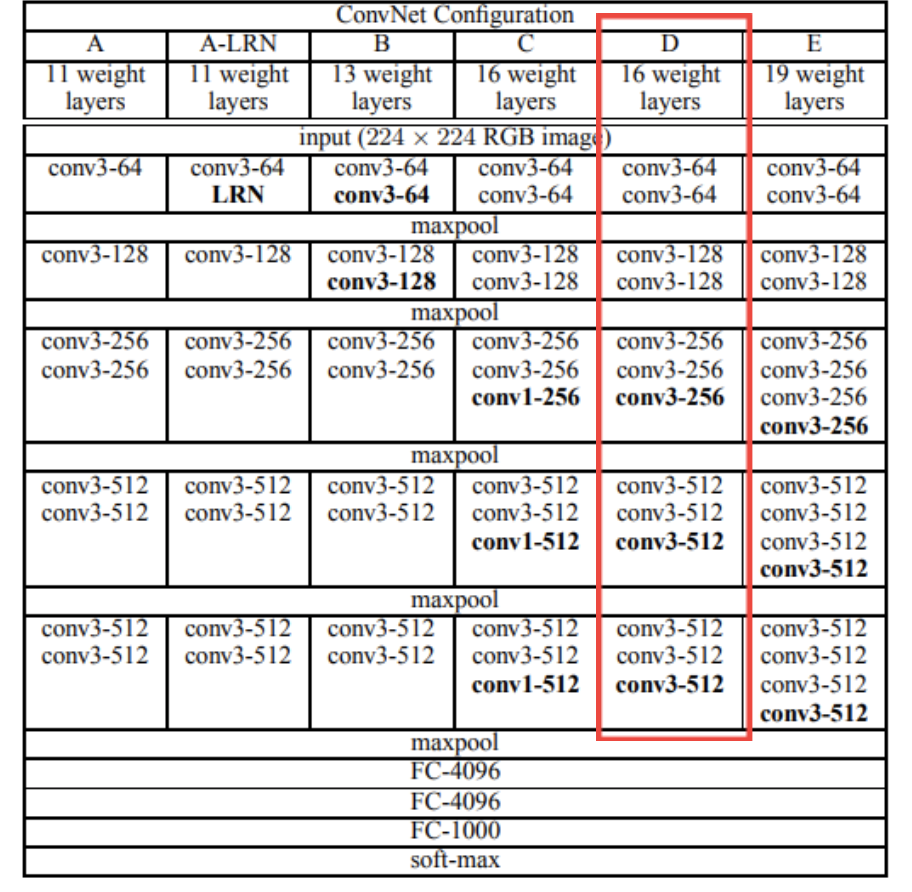 ConvNet Configuration
A A-LRN B C D E
11 weight 11 weight 13 weight 16 weight 16 weight 19 weight
layers layers layers layers layers layers
input (224 × 224 RGB image)
conv3-64 conv3-64 conv3-64 conv3-64 conv3-64 conv3-64
LRN conv3-64 conv3-64 conv3-64 conv3-64
maxpool
conv3-128 conv3-128 conv3-128 conv3-128 conv3-128 conv3-128
conv3-128 conv3-128 conv3-128 conv3-128
maxpool
conv3-256 conv3-256 conv3-256 conv3-256 conv3-256 conv3-256
conv3-256 conv3-256 conv3-256 conv3-256 conv3-256 conv3-256
conv1-256 conv3-256 conv3-256
conv3-256
maxpool
conv3-512 conv3-512 conv3-512 conv3-512 conv3-512 conv3-512
conv3-512 conv3-512 conv3-512 conv3-512 conv3-512 conv3-512
conv1-512 conv3-512 conv3-512
conv3-512
maxpool
conv3-512 conv3-512 conv3-512 conv3-512 conv3-512 conv3-512
conv3-512 conv3-512 conv3-512 conv3-512 conv3-512 conv3-512
conv1-512 conv3-512 conv3-512
conv3-512
maxpool
FC-4096
FC-4096
FC-1000
soft-max